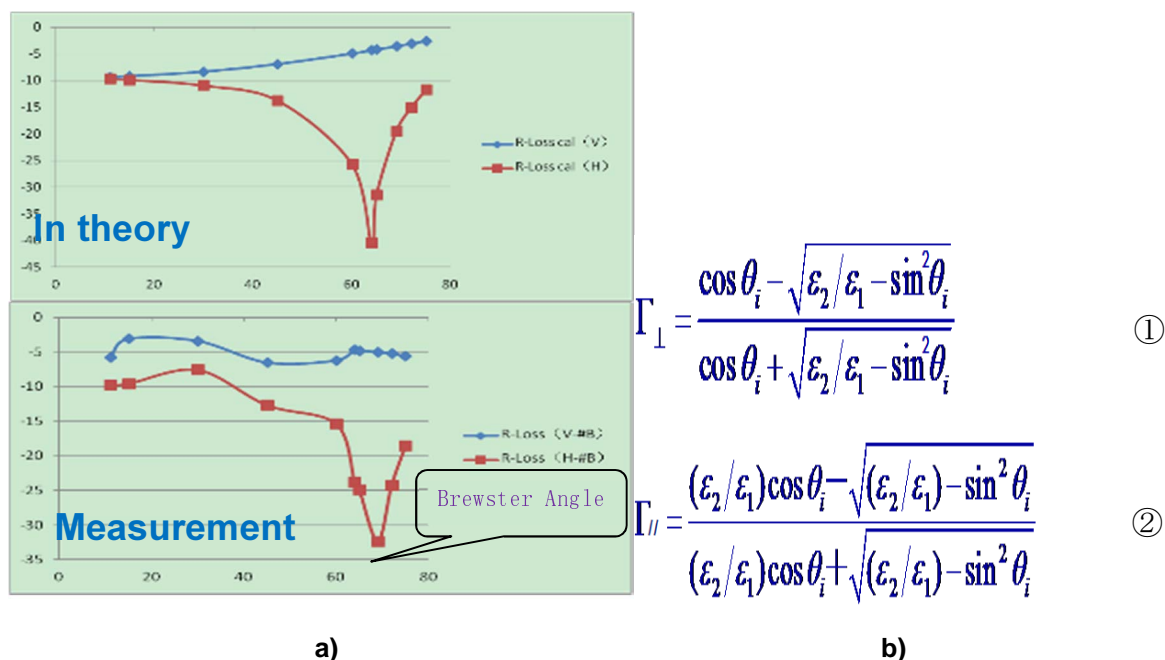 0
-5
-10
-15
-20
-25
-30
-35
-40
-45
0 20 40 60 80
R-Loss cal （V）
R-Loss cal （H）
In theory
0
-5
-10
-15
-20
-25
-30
-35
0 20 40 60 80
R-Loss （V-#B）
R-Loss （H-#B）
Brewster Angle
Measurement
a)
Γ⊥ = (cos θi − √(ε2/ε1 − sin²θi)) / (cos θi + √(ε2/ε1 − sin²θi)) ①
Γ// = ((ε2/ε1)cos θi − √((ε2/ε1) − sin²θi)) / ((ε2/ε1)cos θi + √((ε2/ε1) − sin²θi)) ②
b)